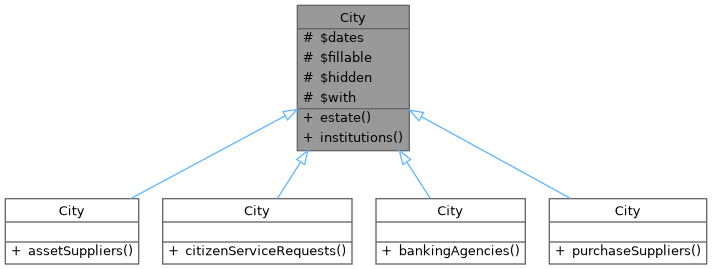 City
# $dates
# $fillable
# $hidden
# $with
+ estate()
+ institutions()
City
+ assetSuppliers()
City
+ citizenServiceRequests()
City
+ bankingAgencies()
City
+ purchaseSuppliers()